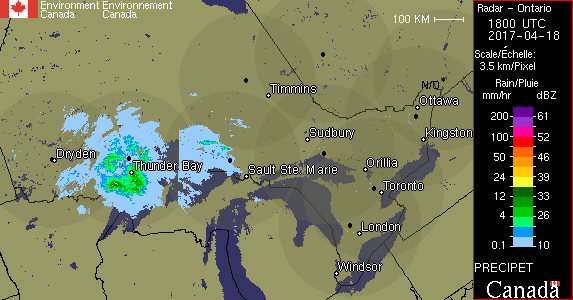 Environment Environnement
Canada Canada
Radar - Ontario
1800 UTC
2017-04-18
100 KM
Scale/Échelle:
3.5 km/Pixel
Rain/Pluie
mm/hr dBZ
200 61
100 52
50 46
24 39
12 33
4 26
0.1 10
PRECIPET
Canada
Timmins
N/D
Ottawa
Sudbury
Kingston
Dryden
Thunder Bay
Sault Ste. Marie
Orillia
Toronto
London
Windsor